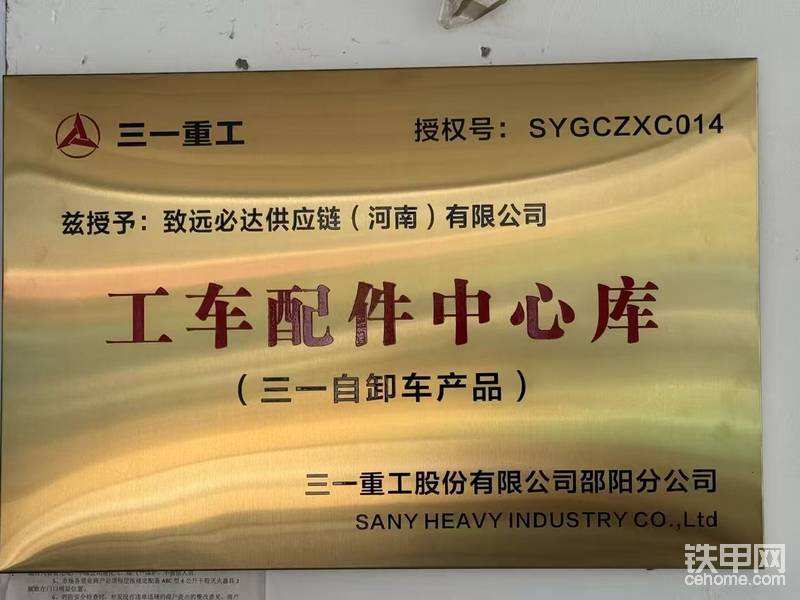 三一重工
授权号：SYGCZXC014
兹授予：致远必达供应链（河南）有限公司
工车配件中心库
（三一自卸车产品）
三一重工股份有限公司邵阳分公司
SANY HEAVY INDUSTRY CO.,Ltd
铁甲网
cehome.com